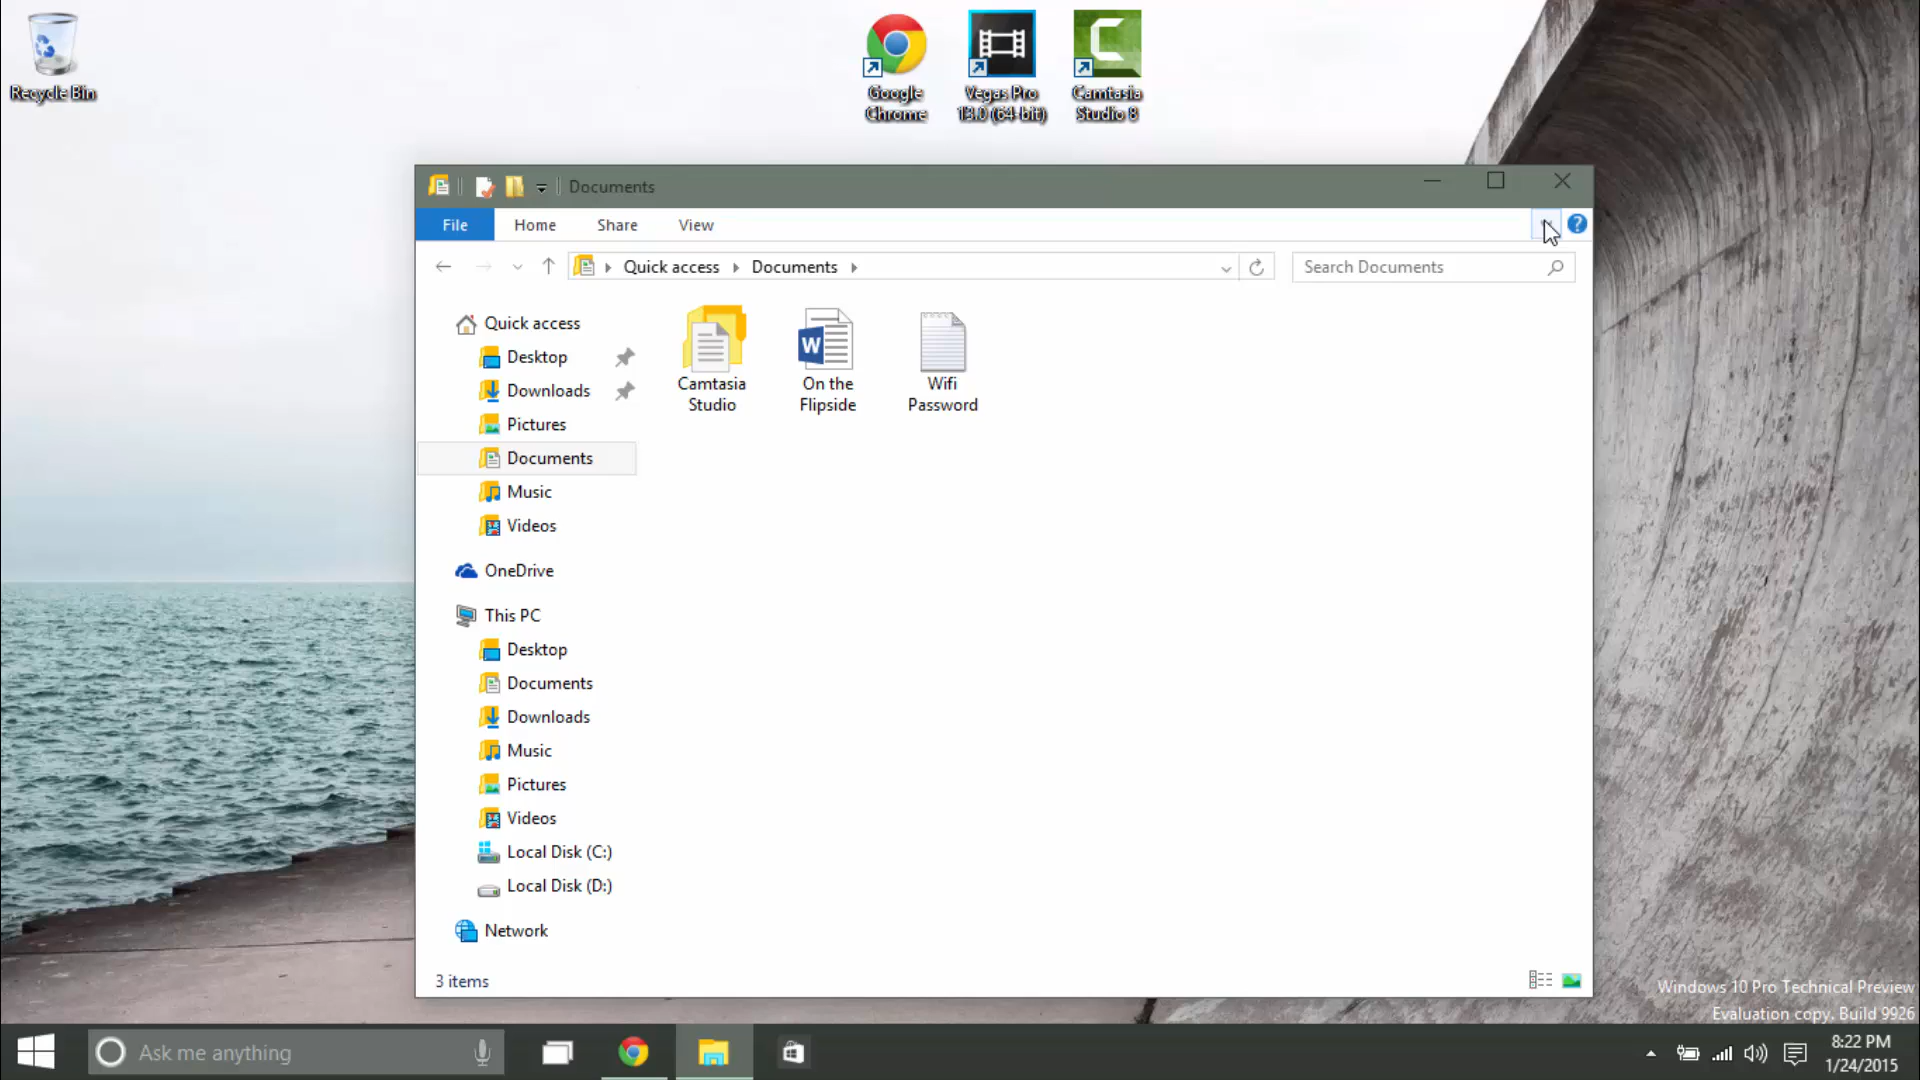 Recycle Bin
Google
Chrome
Vegas Pro
13.0 (64-bit)
Camtasia
Studio 8
Documents
File
Home
Share
View
?
Quick access
Documents
Search Documents
Quick access
Desktop
Downloads
Pictures
Documents
Music
Videos
OneDrive
This PC
Desktop
Documents
Downloads
Music
Pictures
Videos
Local Disk (C:)
Local Disk (D:)
Network
Camtasia
Studio
W
On the
Flipside
Wifi
Password
3 items
Windows 10 Pro Technical Preview
Evaluation copy. Build 9926
Ask me anything
8:22 PM
1/24/2015